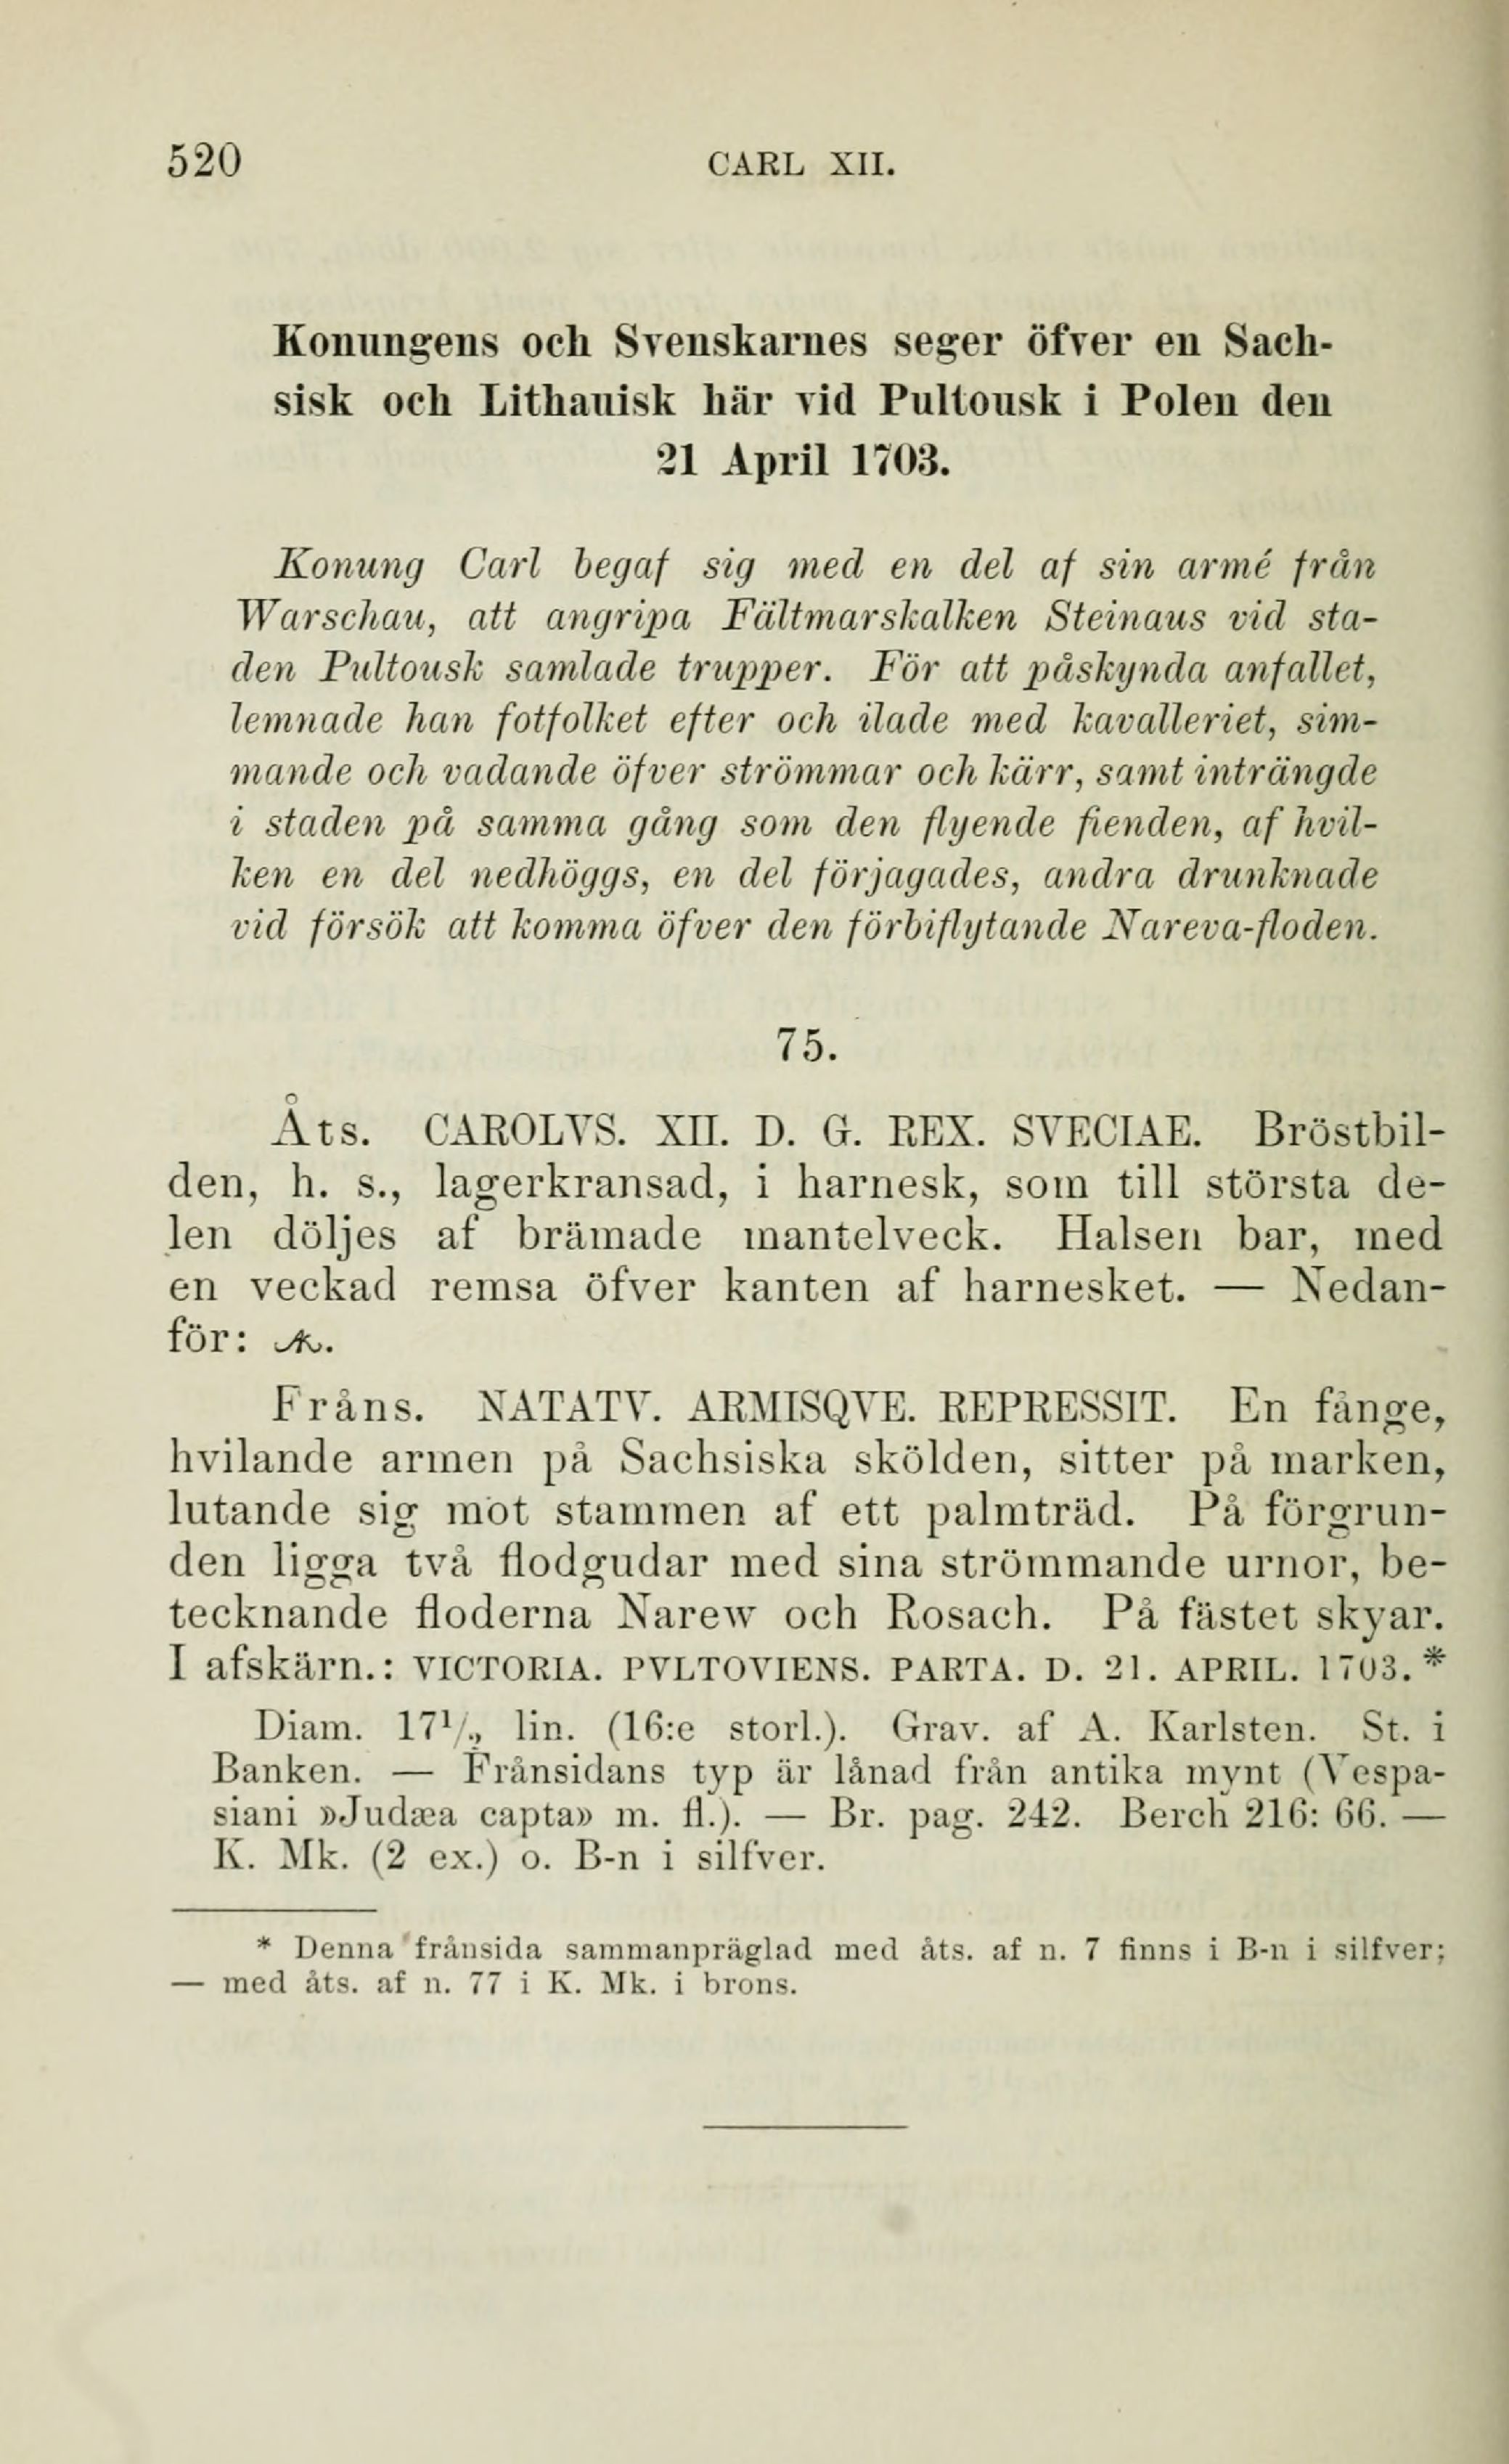 520 CARL XII.
Konungens och Svenskarnes seger öfver en Sach-
sisk och Lithauisk här vid Pultousk i Polen den
21 April 1703.
Konung Carl begaf sig med en del af sin armé från
Warschau, att angripa Fältmarskalken Steinaus vid sta-
den Pultousk samlade trupper. För att påskynda anfallet,
lemnade han fotfolket efter och ilade med kavalleriet, sim-
mande och vadande öfver strömmar och kärr, samt inträngde
i staden på samma gång som den flyende fienden, af hvil-
ken en del nedhöggs, en del förjagades, andra drunknade
vid försök att komma öfver den förbiflytande Nareva-floden.
75.
Åts. CAROLVS. XII. D. G. REX. SVECIAE. Bröstbil-
den, h. s., lagerkransad, i harnesk, som till största de-
len döljes af brämade mantelveck. Halsen bar, med
en veckad remsa öfver kanten af harnesket. — Nedan-
för:
Fråns. NATATV. ARMISQVE. REPRESSIT. En fånge,
hvilande armen på Sachsiska skölden, sitter på marken,
lutande sig mot stammen af ett palmträd. På förgrun-
den ligga två flodgudar med sina strömmande urnor, be-
tecknande floderna Narew och Rosach. På fästet skyar.
I afskärn.: VICTORIA. PVLTOVIENS. PARTA. D. 21. APRIL. 1703.*
Diam. 17½ lin. (16:e storl.). Grav. af A. Karlsten. St. i
Banken. — Frånsidans typ är lånad från antika mynt (Vespa-
siani »Judæa capta» m. fl.). — Br. pag. 242. Berch 216: 66. —
K. Mk. (2 ex.) o. B-n i silfver.
* Denna frånsida sammanpräglad med åts. af n. 7 finns i B-n i silfver;
— med åts. af n. 77 i K. Mk. i brons.